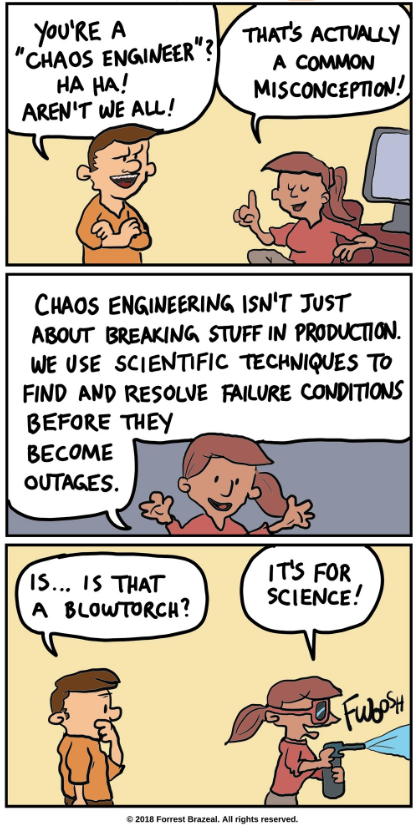 YOU'RE A
"CHAOS ENGINEER"?
HA HA!
AREN'T WE ALL!
THAT'S ACTUALLY
A COMMON
MISCONCEPTION!
CHAOS ENGINEERING ISN'T JUST
ABOUT BREAKING STUFF IN PRODUCTION.
WE USE SCIENTIFIC TECHNIQUES TO
FIND AND RESOLVE FAILURE CONDITIONS
BEFORE THEY
BECOME
OUTAGES.
IS... IS THAT
A BLOWTORCH?
IT'S FOR
SCIENCE!
FWOOSH
© 2018 Forrest Brazeal. All rights reserved.